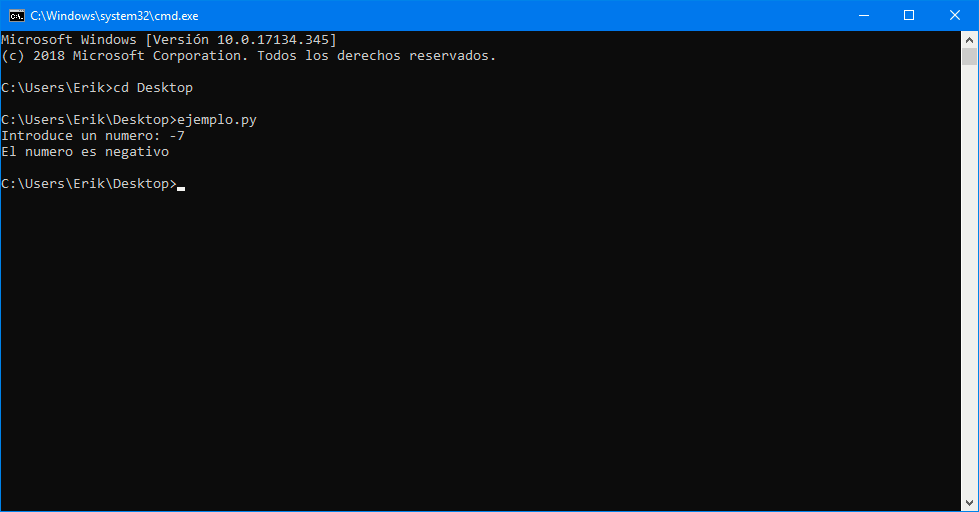 C:\Windows\system32\cmd.exe
Microsoft Windows [Versión 10.0.17134.345]
(c) 2018 Microsoft Corporation. Todos los derechos reservados.
C:\Users\Erik>cd Desktop
C:\Users\Erik\Desktop>ejemplo.py
Introduce un numero: -7
El numero es negativo
C:\Users\Erik\Desktop>